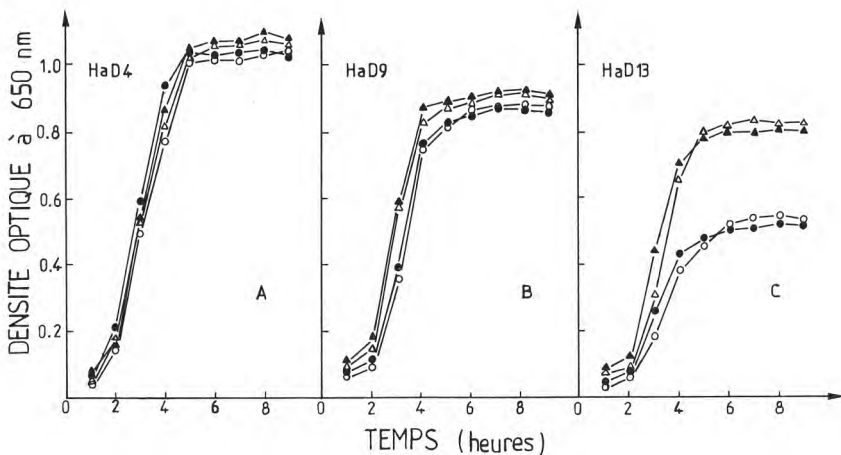 DENSITE OPTIQUE à 650 nm
1.0
0.8
0.6
0.4
0.2
HaD4
A
HaD9
B
HaD13
C
0 2 4 6 8 0 2 4 6 8 0 2 4 6 8
TEMPS (heures)